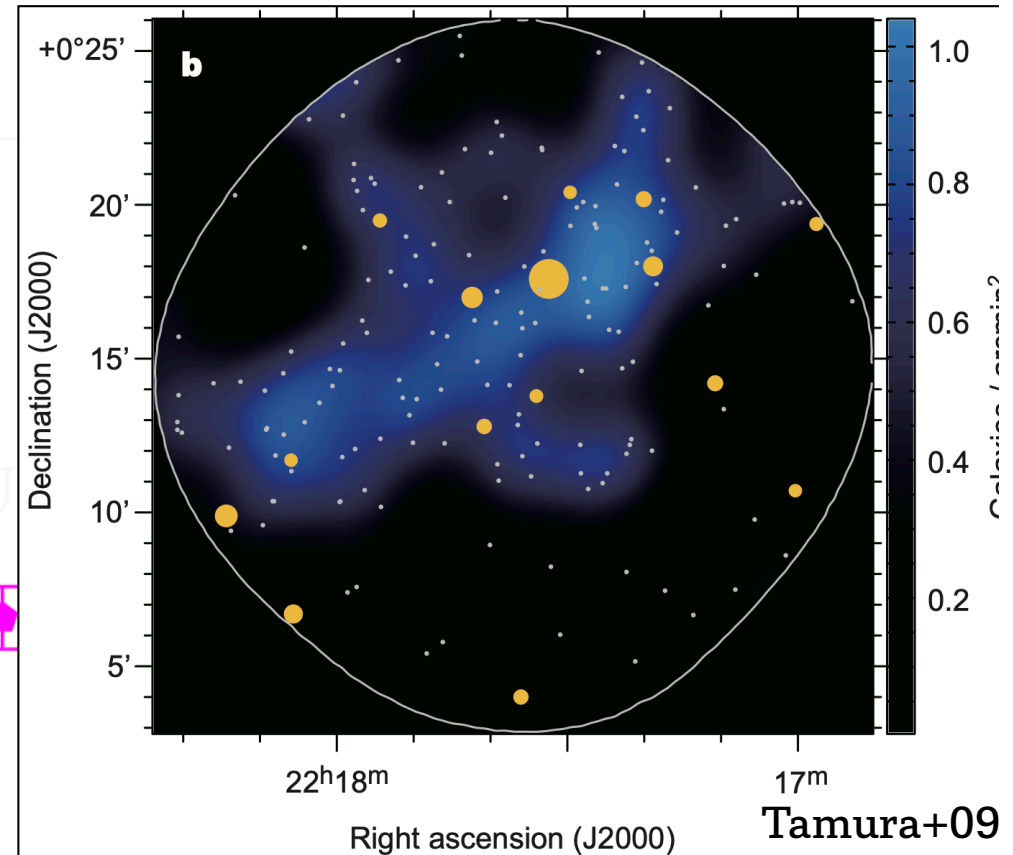 b
+0°25’
20’
15’
10’
5’
Declination (J2000)
22h18m
17m
Right ascension (J2000)
1.0
0.8
0.6
0.4
0.2
Tamura+09